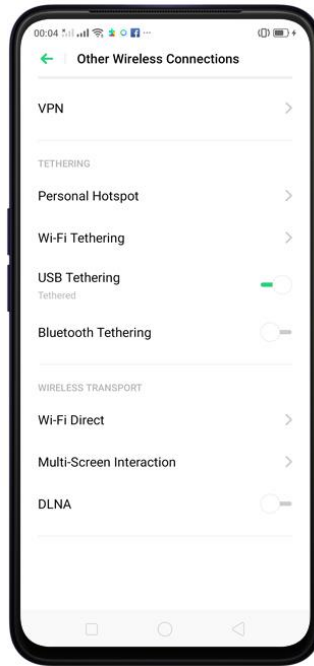 00:04
Other Wireless Connections
VPN
TETHERING
Personal Hotspot
Wi-Fi Tethering
USB Tethering
Tethered
Bluetooth Tethering
WIRELESS TRANSPORT
Wi-Fi Direct
Multi-Screen Interaction
DLNA